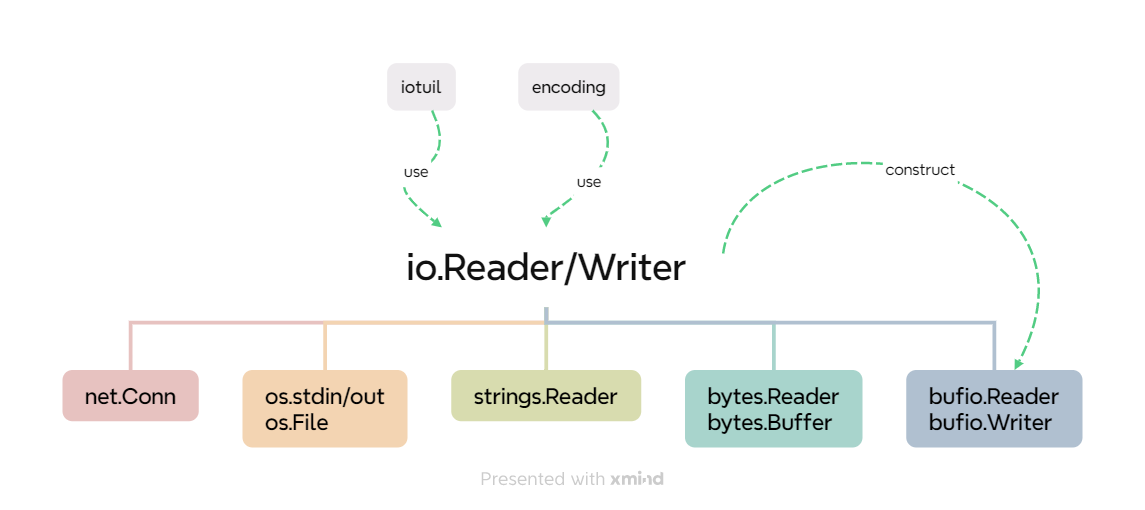 iotuil
encoding
use
use
construct
io.Reader/Writer
net.Conn
os.stdin/out
os.File
strings.Reader
bytes.Reader
bytes.Buffer
bufio.Reader
bufio.Writer
Presented with xmind